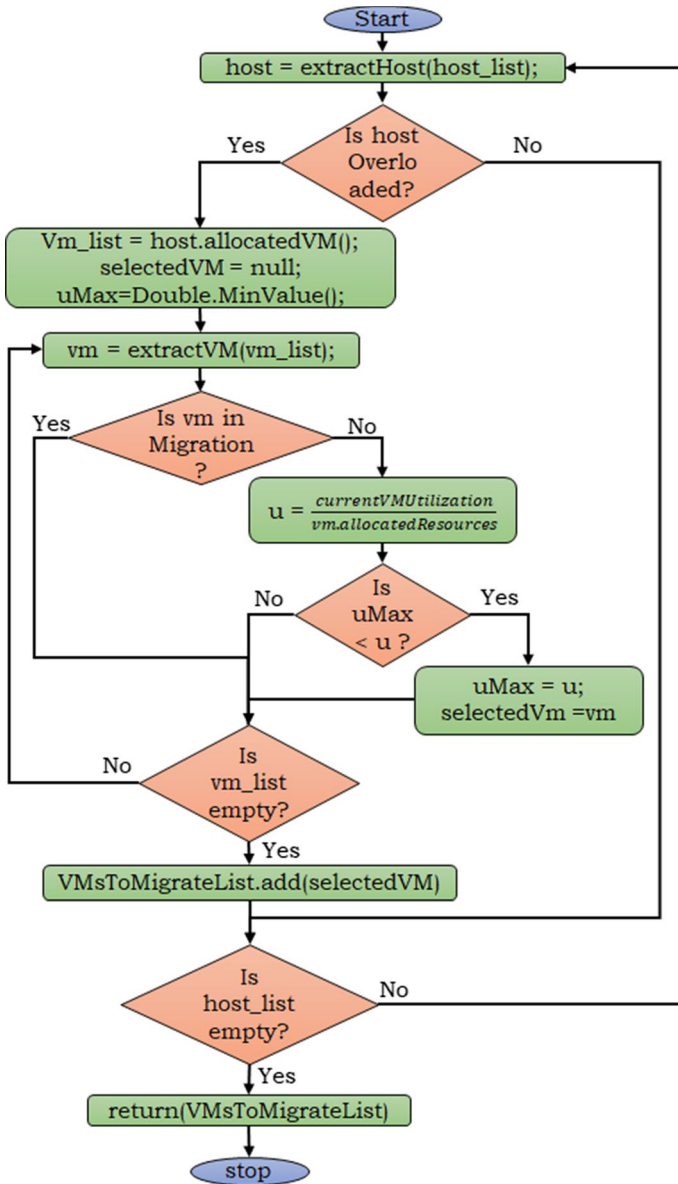 Start
host = extractHost(host_list);
Is host
Overlo
aded?
Yes
No
Vm_list = host.allocatedVM();
selectedVM = null;
uMax=Double.MinValue();
vm = extractVM(vm_list);
Is vm in
Migration
?
Yes
No
u = currentVMUtilization
vm.allocatedResources
Is
uMax
< u ?
No
Yes
uMax = u;
selectedVm =vm
Is
vm_list
empty?
No
Yes
VMsToMigrateList.add(selectedVM)
Is
host_list
empty?
No
Yes
return(VMsToMigrateList)
stop